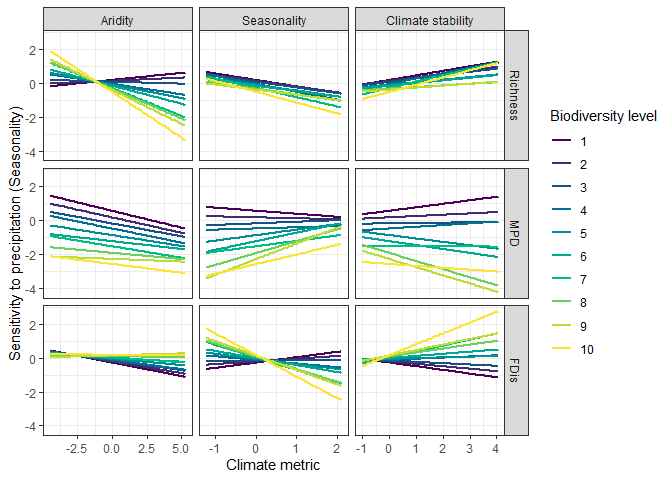 Aridity Seasonality Climate stability
Sensitivity to precipitation (Seasonality)
2
0
-2
-4
Richness
2
0
-2
-4
MPD
2
0
-2
-4
FDis
-2.5 0.0 2.5 5.0 -1 0 1 2 -1 0 1 2 3 4
Climate metric
Biodiversity level
1
2
3
4
5
6
7
8
9
10